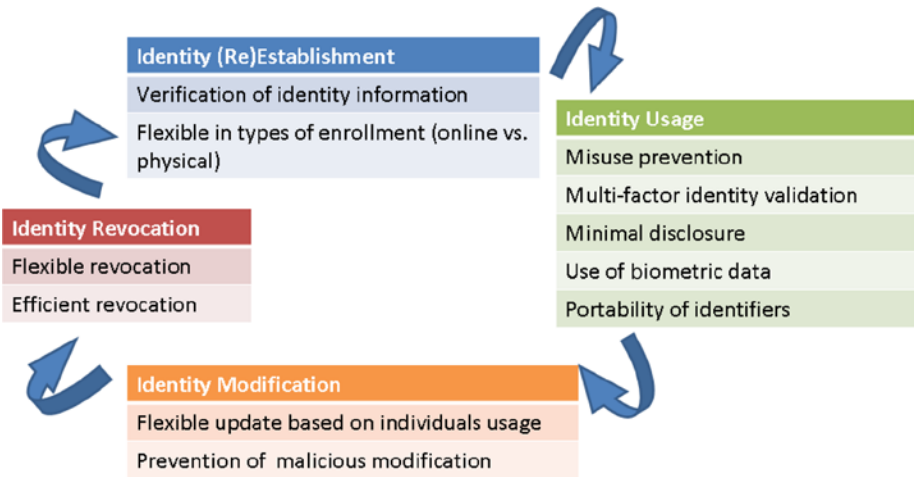 Identity (Re)Establishment
Verification of identity information
Flexible in types of enrollment (online vs.
physical)
Identity Usage
Misuse prevention
Multi-factor identity validation
Minimal disclosure
Use of biometric data
Portability of identifiers
Identity Modification
Flexible update based on individuals usage
Prevention of malicious modification
Identity Revocation
Flexible revocation
Efficient revocation